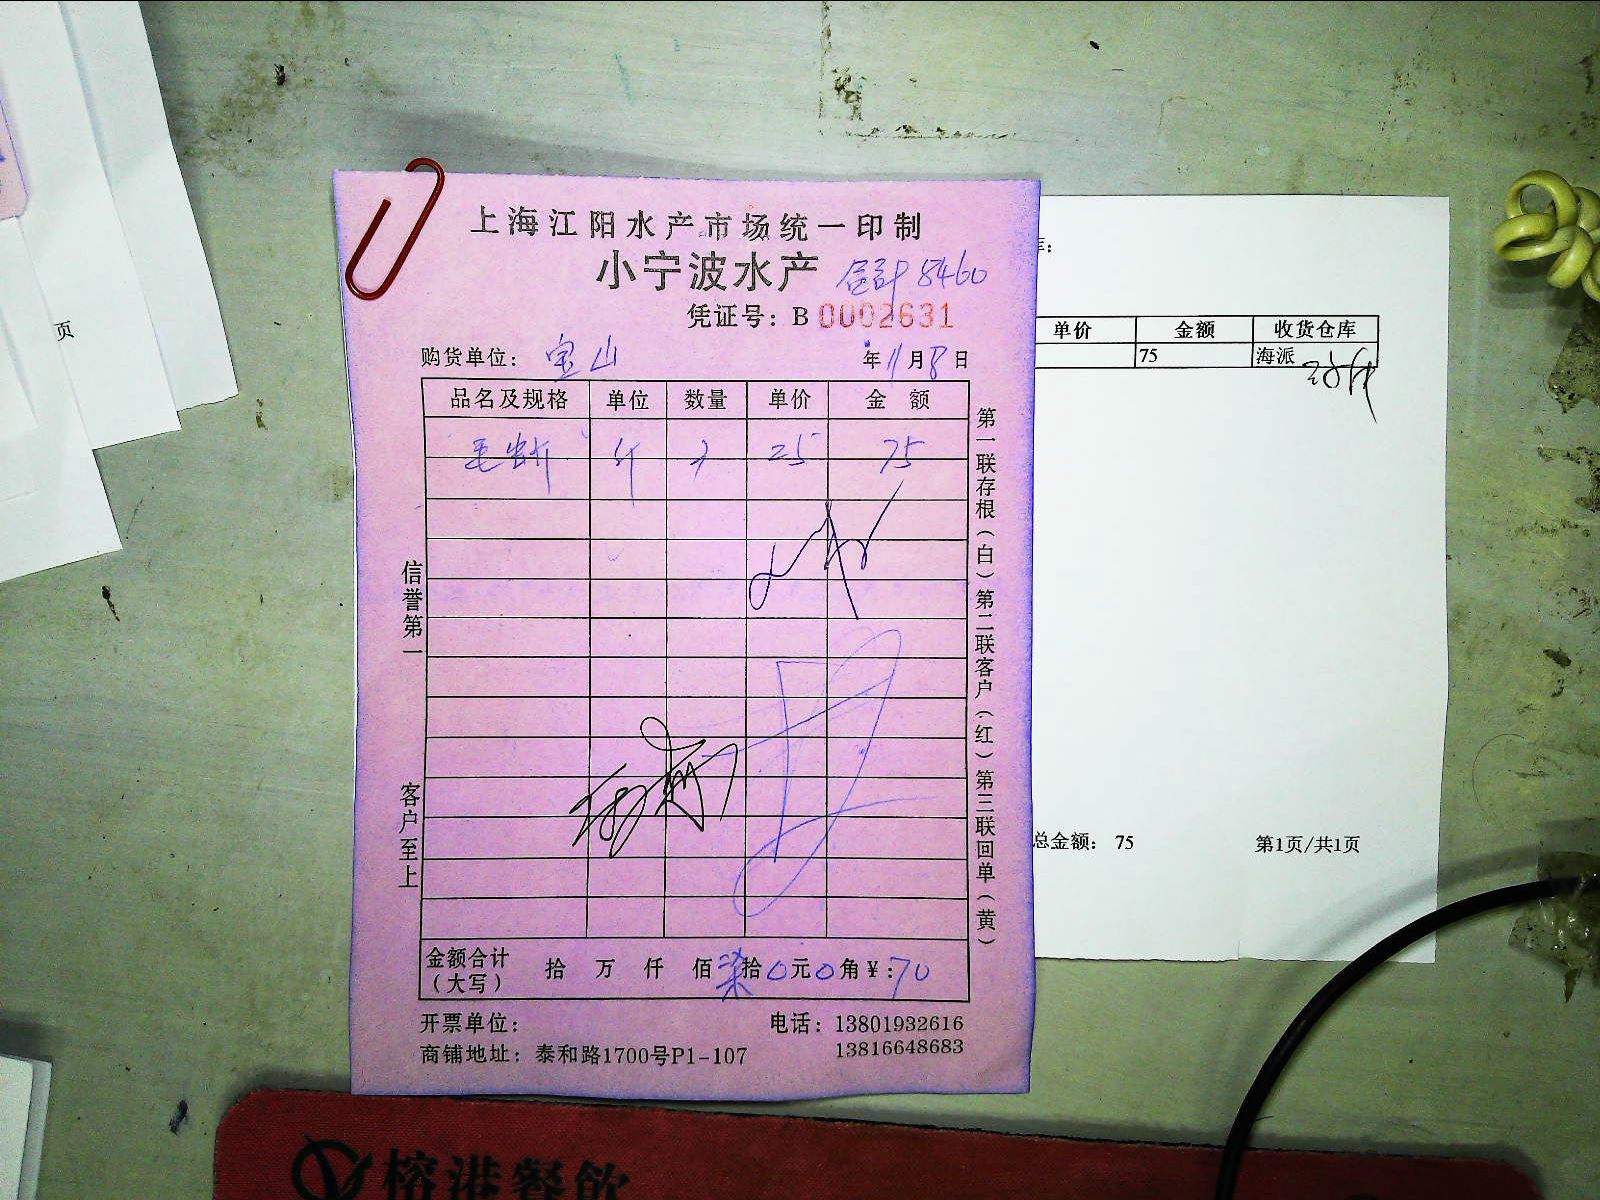 上海江阳水产市场统一印制
小宁波水产
合计 8460
凭证号: B 0002631
购货单位: 宝山
年 11 月 8 日
品名及规格 单位 数量 单价 金 额
斤 3 25 75
信誉第一
客户至上
第一联存根(白)第二联客户(红)第三联回单(黄)
金额合计(大写) 拾 万 仟 佰 柒拾 0元 0角 ¥: 70
开票单位:
电话: 13801932616
商铺地址: 泰和路1700号P1-107
13816648683
单价 金额 收货仓库
75 海派
总金额: 75
第1页/共1页
页
榕港餐飲